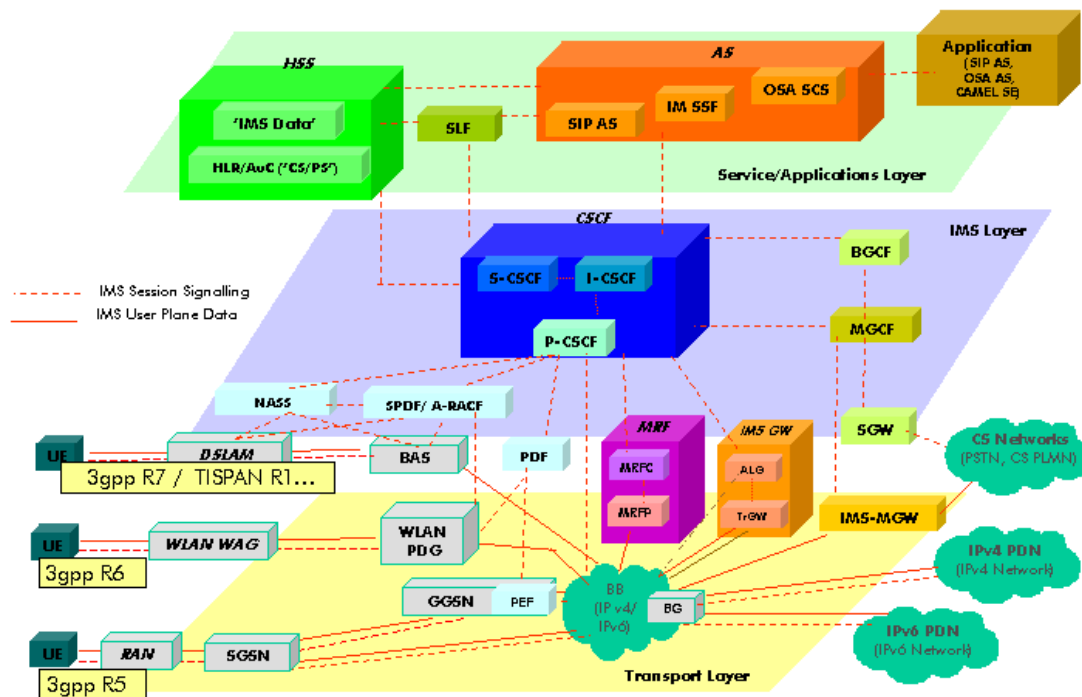 HSS
AS
Application
(SIP AS,
OSA AS,
CAMEL SE)
'IMS Data'
SLF
SIP AS
IM SSF
OSA SCS
HLR/AuC ('CS/PS')
Service/Applications Layer
CSCF
IMS Layer
S-CSCF
I-CSCF
BGCF
IMS Session Signalling
IMS User Plane Data
P-CSCF
MGCF
NASS
SPDF/ A-RACF
MRF
IMS GW
SGW
UE
DSLAM
BAS
PDF
MRFC
ALG
CS Networks
(PSTN, CS PLMN)
3gpp R7 / TISPAN R1...
MRFP
TrGW
IMS-MGW
UE
WLAN WAG
WLAN
PDG
3gpp R6
IPv4 PDN
(IPv4 Network)
GGSN
PEF
BB
(IP v4/
IPv6)
BG
IPv6 PDN
(IPv6 Network)
UE
RAN
SGSN
3gpp R5
Transport Layer